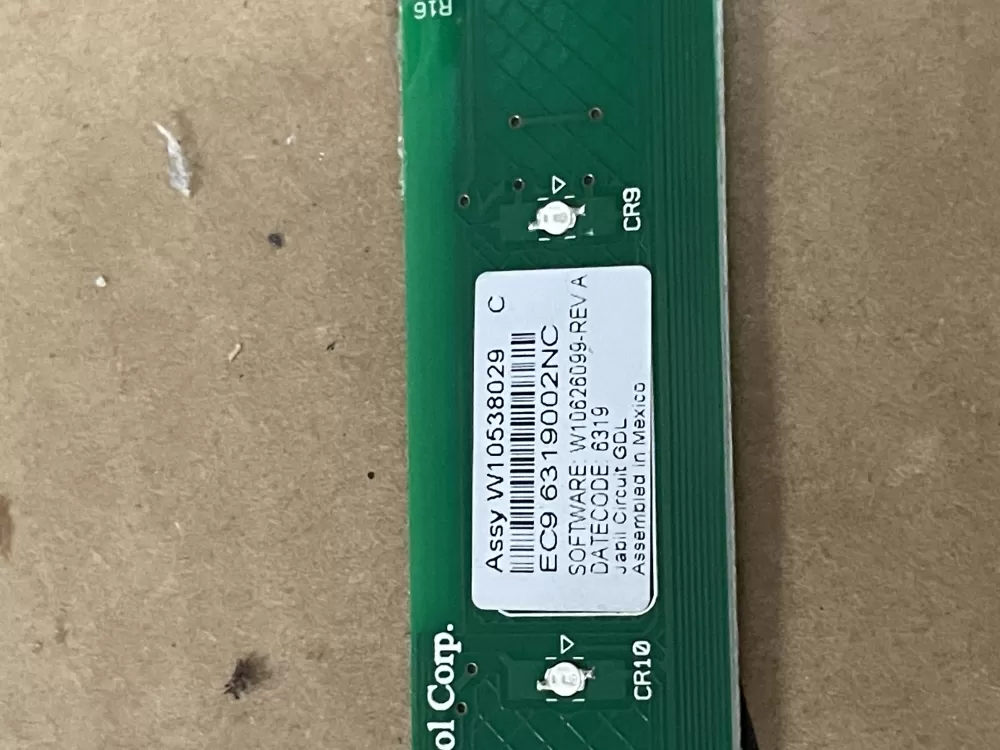 R16
CR9
Assy W10538029 C
EC9 6319002NC
SOFTWARE: W10626099-REV A
DATECODE: 6319
Jabil Circuit GDL
Assembled in Mexico
CR10
ol Corp.